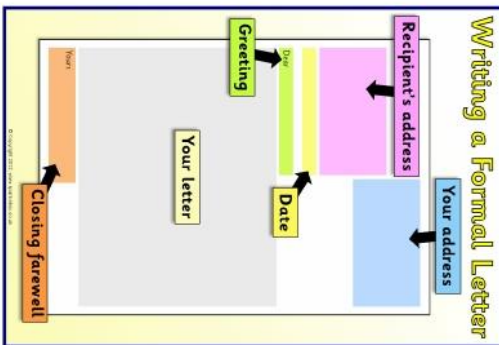 Writing a Formal Letter
Your address
Recipient's address
Date
Greeting
Dear
Your letter
Yours
Closing farewell